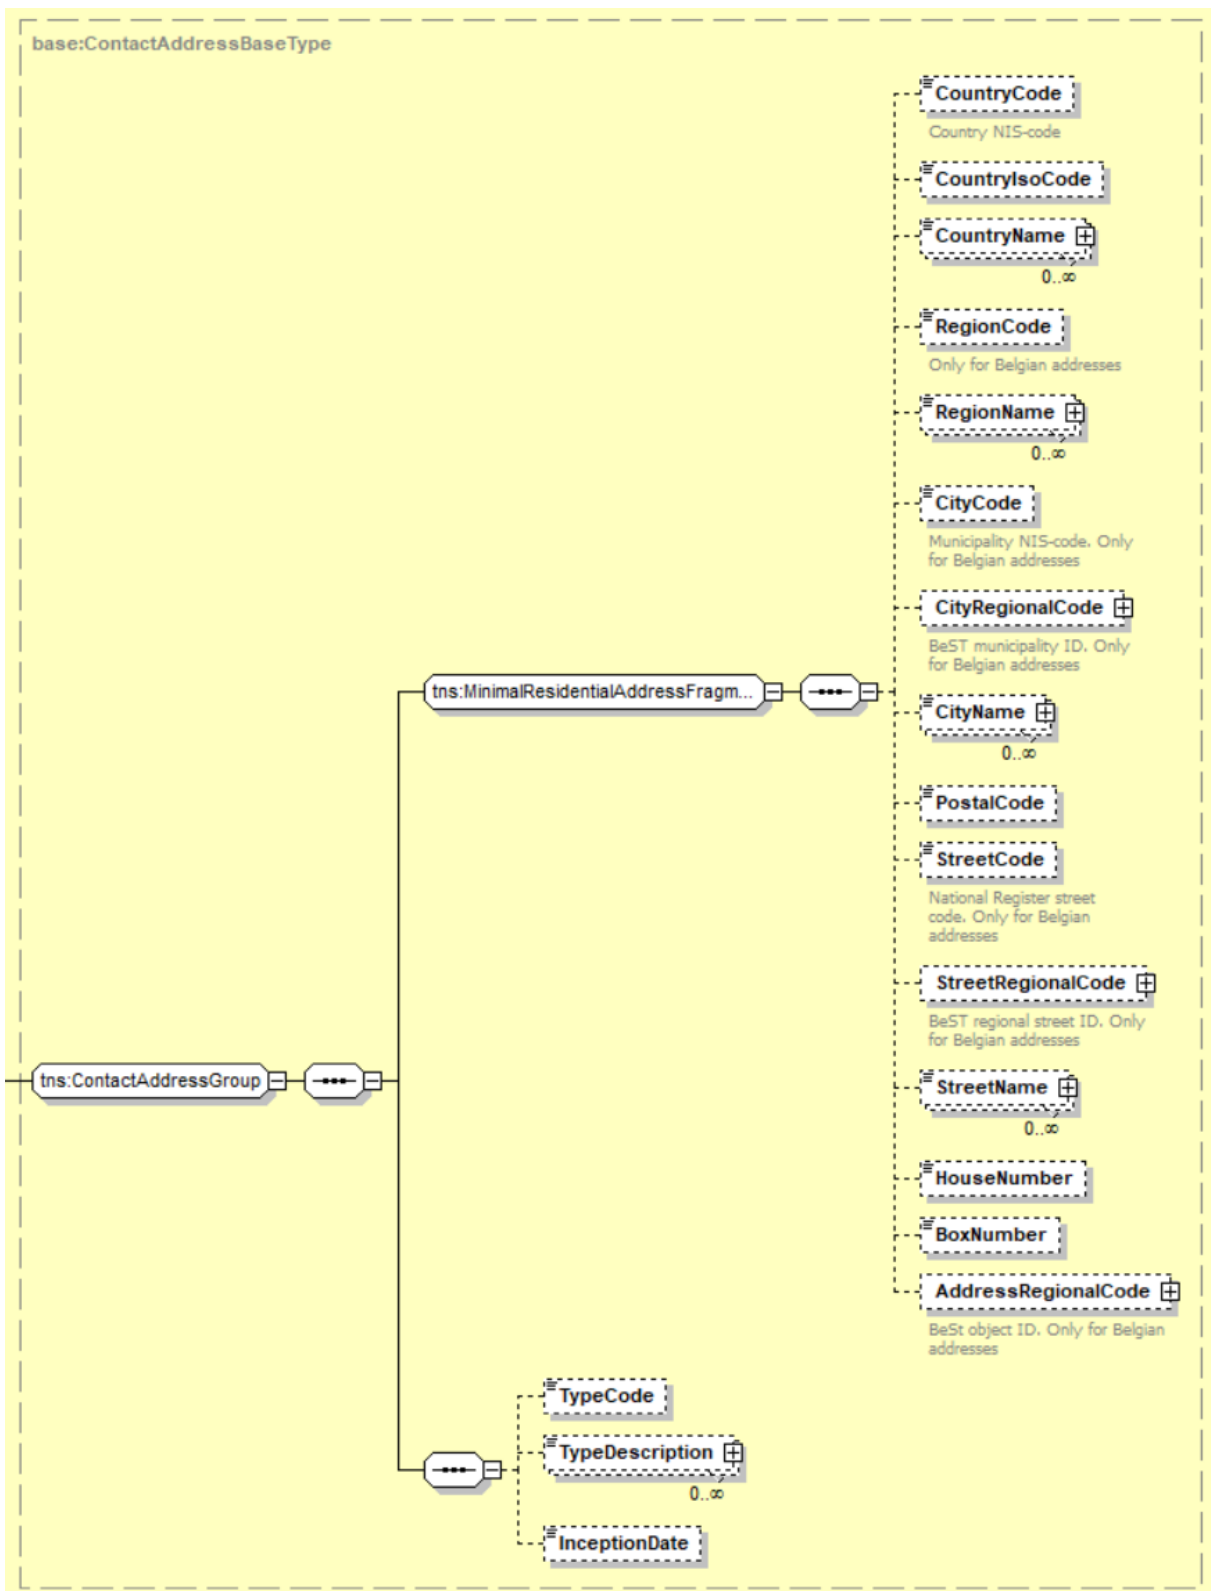 base:ContactAddressBaseType
CountryCode
Country NIS-code
CountryIsoCode
CountryName
0..∞
RegionCode
Only for Belgian addresses
RegionName
0..∞
CityCode
Municipality NIS-code. Only
for Belgian addresses
CityRegionalCode
BeST municipality ID. Only
for Belgian addresses
tns:MinimalResidentialAddressFragm...
CityName
0..∞
PostalCode
StreetCode
National Register street
code. Only for Belgian
addresses
StreetRegionalCode
BeST regional street ID. Only
for Belgian addresses
tns:ContactAddressGroup
StreetName
0..∞
HouseNumber
BoxNumber
AddressRegionalCode
BeSt object ID. Only for Belgian
addresses
TypeCode
TypeDescription
0..∞
InceptionDate